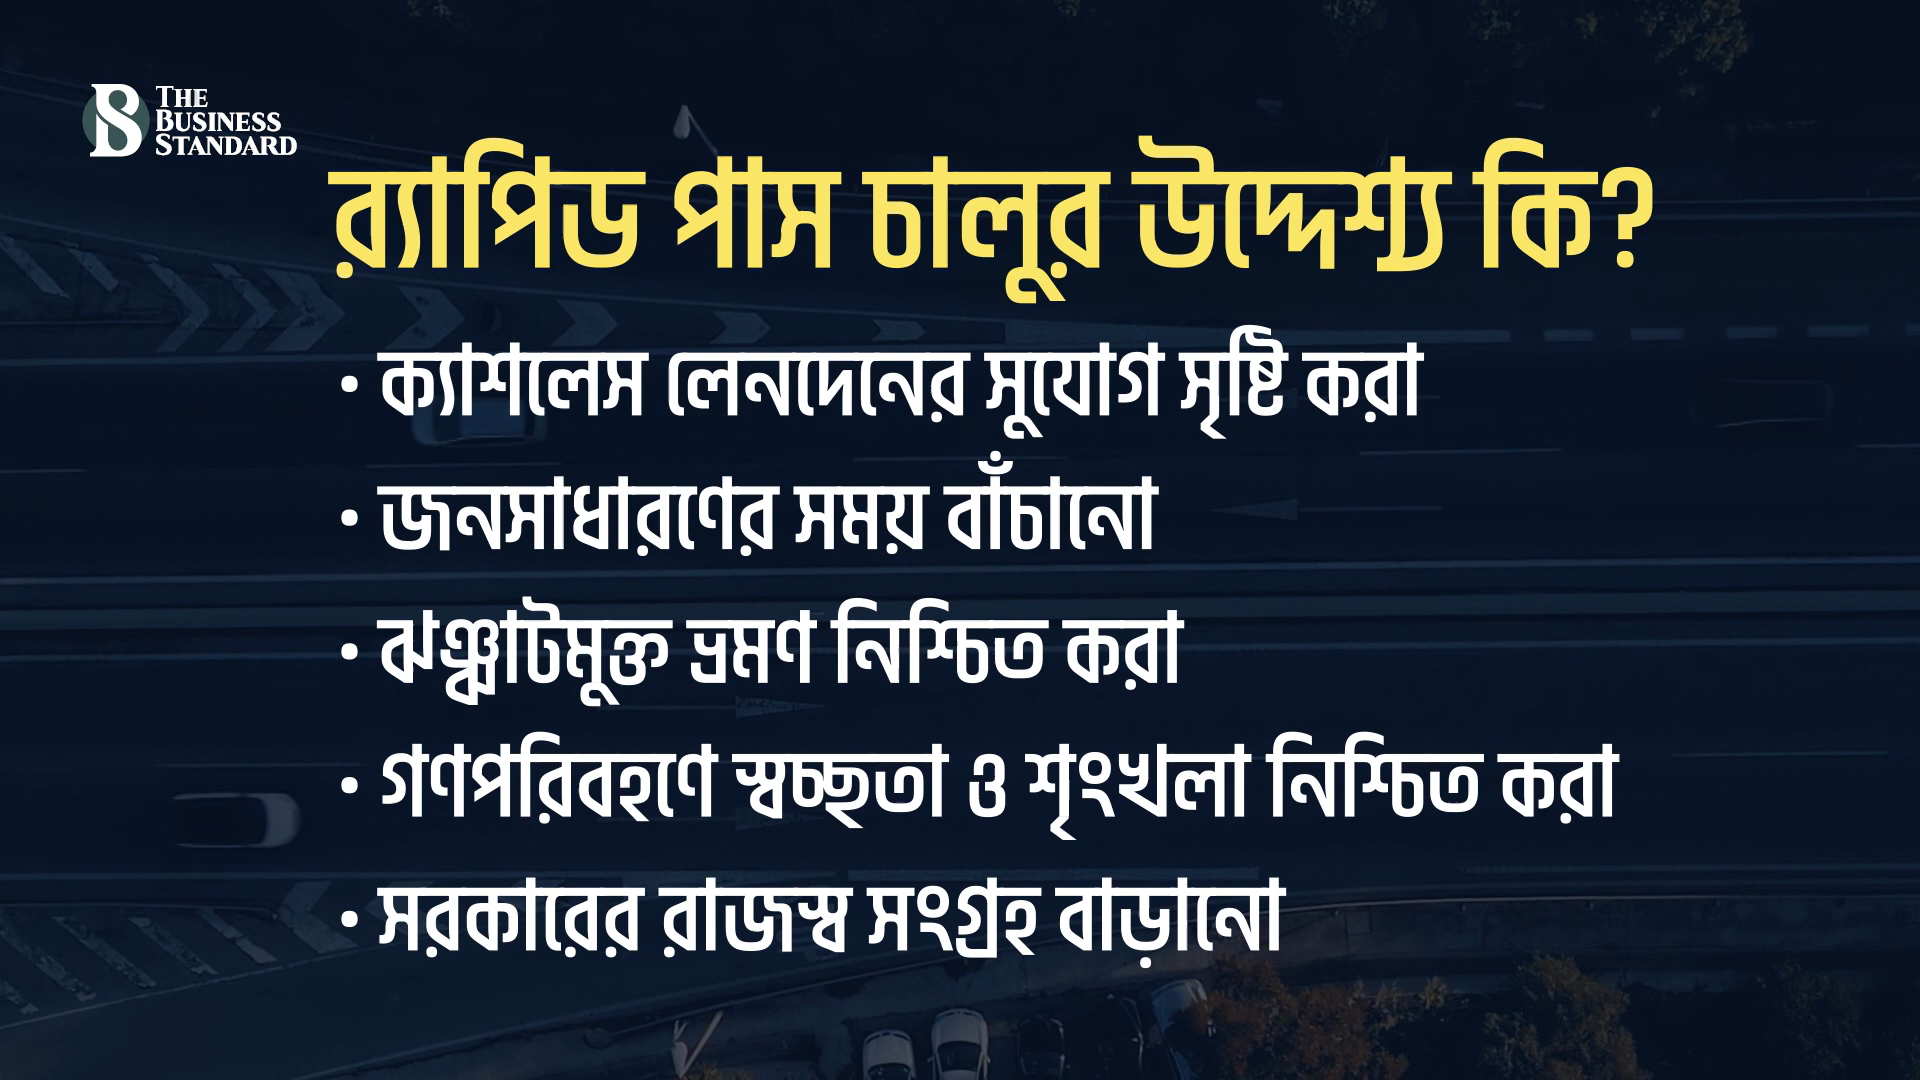 THE
BUSINESS
STANDARD
র‍্যাপিড পাস চালুর উদ্দেশ্য কি?
• ক্যাশলেস লেনদেনের সুযোগ সৃষ্টি করা
• জনসাধারণের সময় বাঁচানো
• ঝঞ্ঝাটমুক্ত ভ্রমণ নিশ্চিত করা
• গণপরিবহণে স্বচ্ছতা ও শৃংখলা নিশ্চিত করা
• সরকারের রাজস্ব সংগ্রহ বাড়ানো